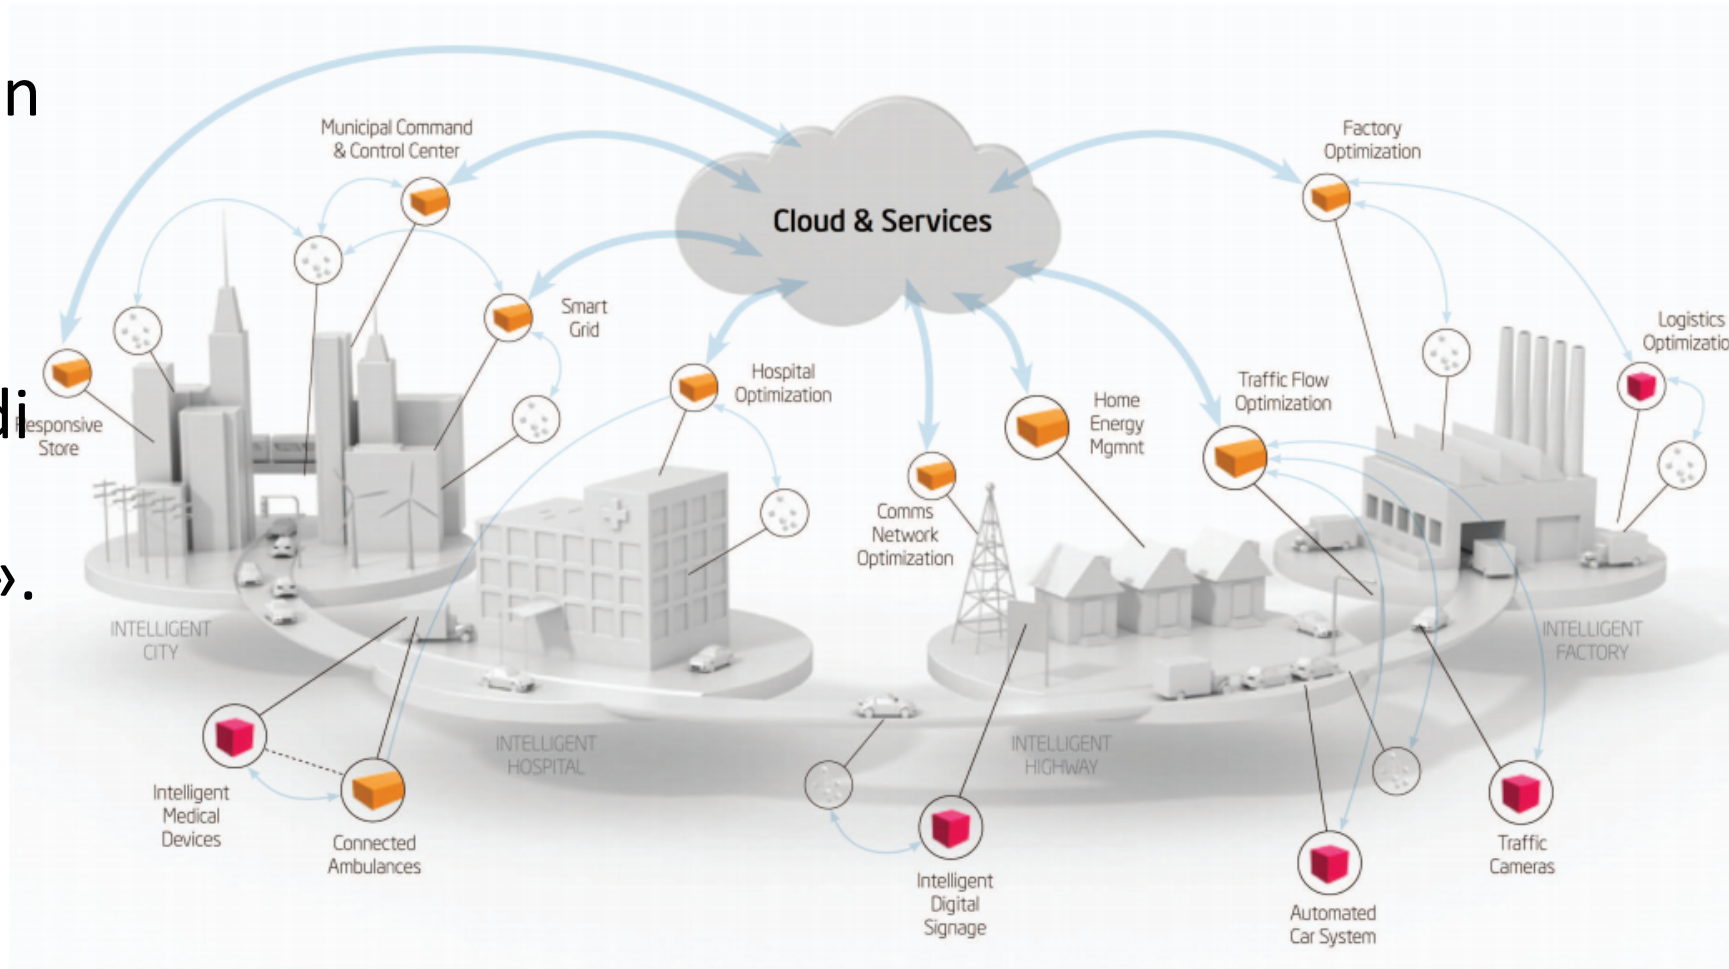 n
di
».
Municipal Command
& Control Center
Cloud & Services
Factory
Optimization
Smart
Grid
Logistics
Optimizatio
Hospital
Optimization
Traffic Flow
Optimization
Home
Energy
Mgmnt
Responsive
Store
Comms
Network
Optimization
INTELLIGENT
CITY
INTELLIGENT
FACTORY
INTELLIGENT
HOSPITAL
INTELLIGENT
HIGHWAY
Intelligent
Medical
Devices
Connected
Ambulances
Intelligent
Digital
Signage
Automated
Car System
Traffic
Cameras